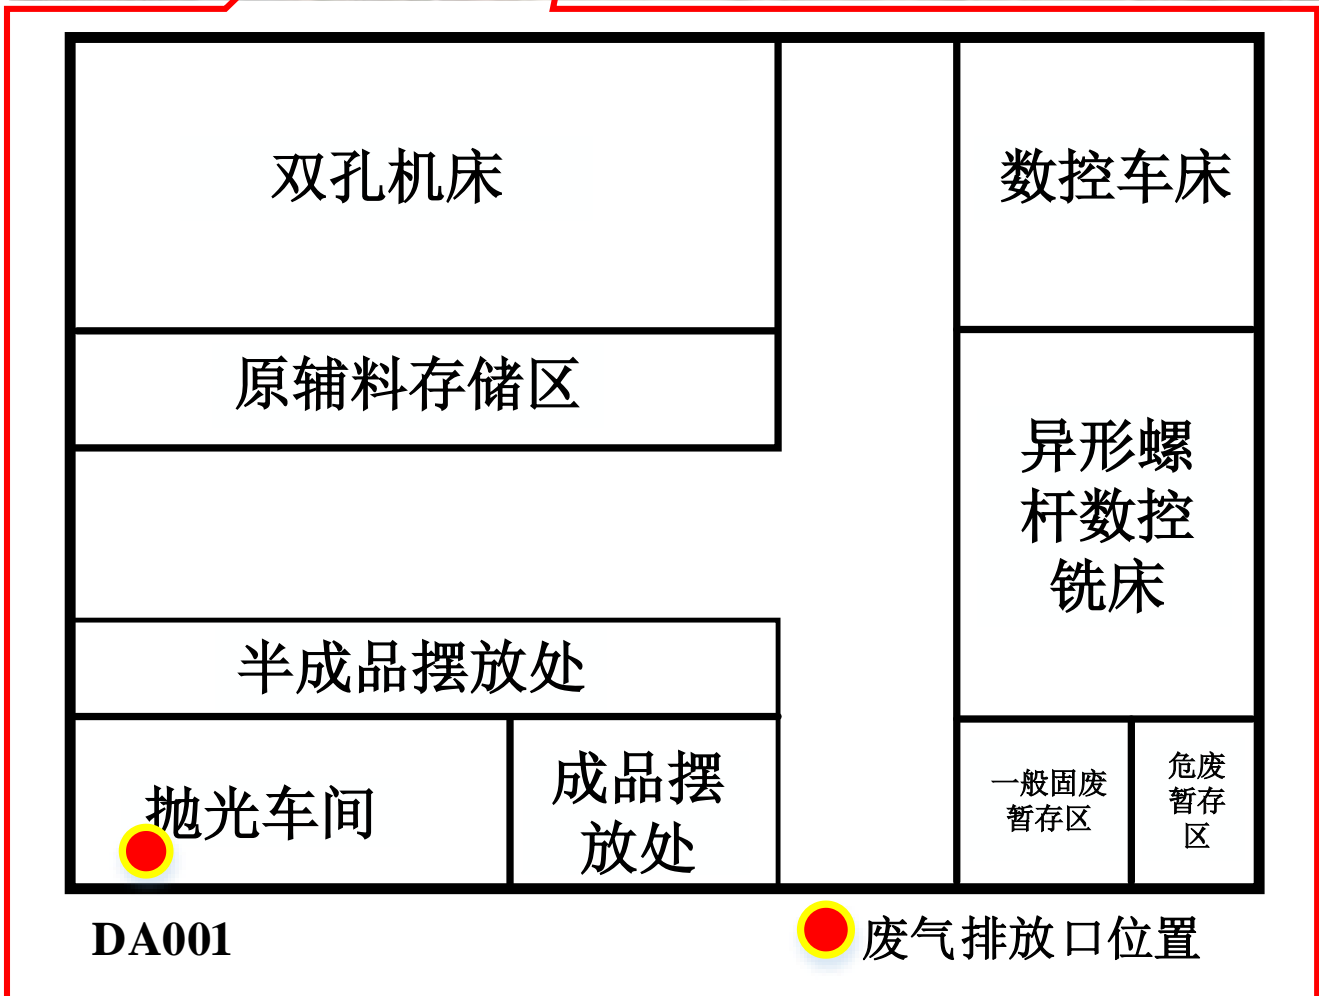 双孔机床
数控车床
原辅料存储区
异形螺
杆数控
铣床
半成品摆放处
抛光车间
成品摆
放处
一般固废
暂存区
危废
暂存
区
DA001
废气排放口位置